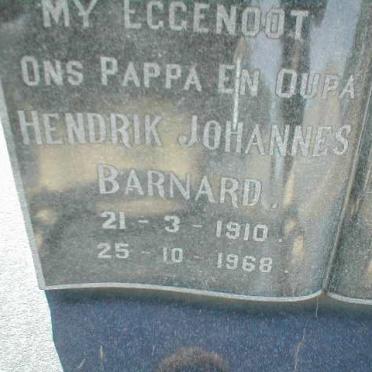 MY EGGENOOT
ONS PAPPA EN OUPA
HENDRIK JOHANNES
BARNARD.
21 - 3 - 1910.
25 - 10 - 1968.